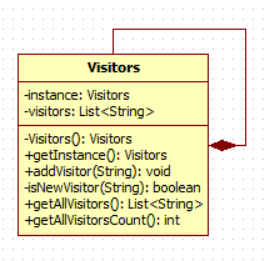 Visitors
-instance: Visitors
-visitors: List<String>
-Visitors(): Visitors
+getInstance(): Visitors
+addVisitor(String): void
-isNewVisitor(String): boolean
+getAllVisitors(): List<String>
+getAllVisitorsCount(): int